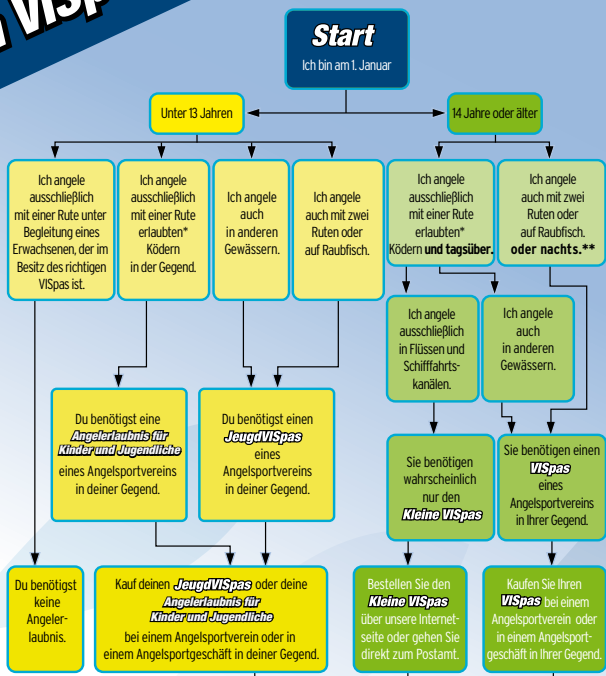 VISp
Start
Ich bin am 1. Januar
Unter 13 Jahren
14 Jahre oder älter
Ich angele
ausschließlich
mit einer Rute unter
Begleitung eines
Erwachsenen, der im
Besitz des richtigen
VISpas ist.
Ich angele
ausschließlich
mit einer Rute
erlaubten*
Ködern
in der Gegend.
Ich angele
auch
in anderen
Gewässern.
Ich angele
auch mit zwei
Ruten oder
auf Raubfisch.
Ich angele
ausschließlich
mit einer Rute
erlaubten*
Ködern und tagsüber.
Ich angele
auch mit zwei
Ruten oder
auf Raubfisch.
oder nachts.**
Ich angele
ausschließlich
in Flüssen und
Schifffahrts-
kanälen.
Ich angele
auch
in anderen
Gewässern.
Du benötigst eine
Angelerlaubnis für
Kinder und Jugendliche
eines Angelsportvereins
in deiner Gegend.
Du benötigst einen
JeugdVISpas
eines
Angelsportvereins
in deiner Gegend.
Sie benötigen
wahrscheinlich
nur den
Kleine VISpas
Sie benötigen einen
VISpas
eines
Angelsportvereins
in Ihrer Gegend.
Du benötigst
keine
Angeler-
laubnis.
Kauf deinen JeugdVISpas oder deine
Angelerlaubnis für
Kinder und Jugendliche
bei einem Angelsportverein oder in
einem Angelsportgeschäft in deiner Gegend.
Bestellen Sie den
Kleine VISpas
über unsere Internet-
seite oder gehen Sie
direkt zum Postamt.
Kaufen Sie Ihren
VISpas bei einem
Angelsportverein oder
in einem Angelsport-
geschäft in Ihrer Gegend.